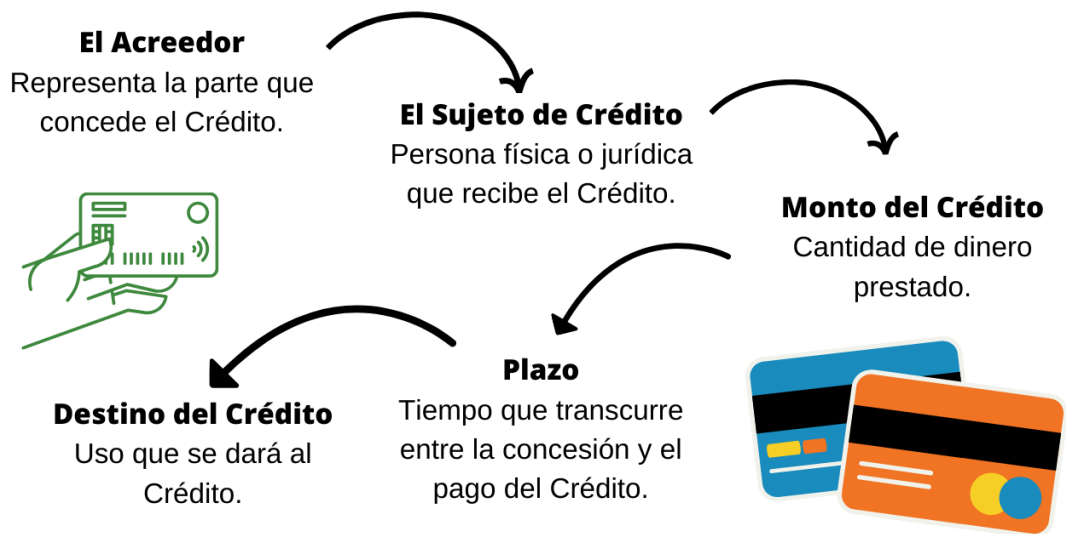 El Acreedor
Representa la parte que
concede el Crédito.
El Sujeto de Crédito
Persona física o jurídica
que recibe el Crédito.
Monto del Crédito
Cantidad de dinero
prestado.
Plazo
Tiempo que transcurre
entre la concesión y el
pago del Crédito.
Destino del Crédito
Uso que se dará al
Crédito.